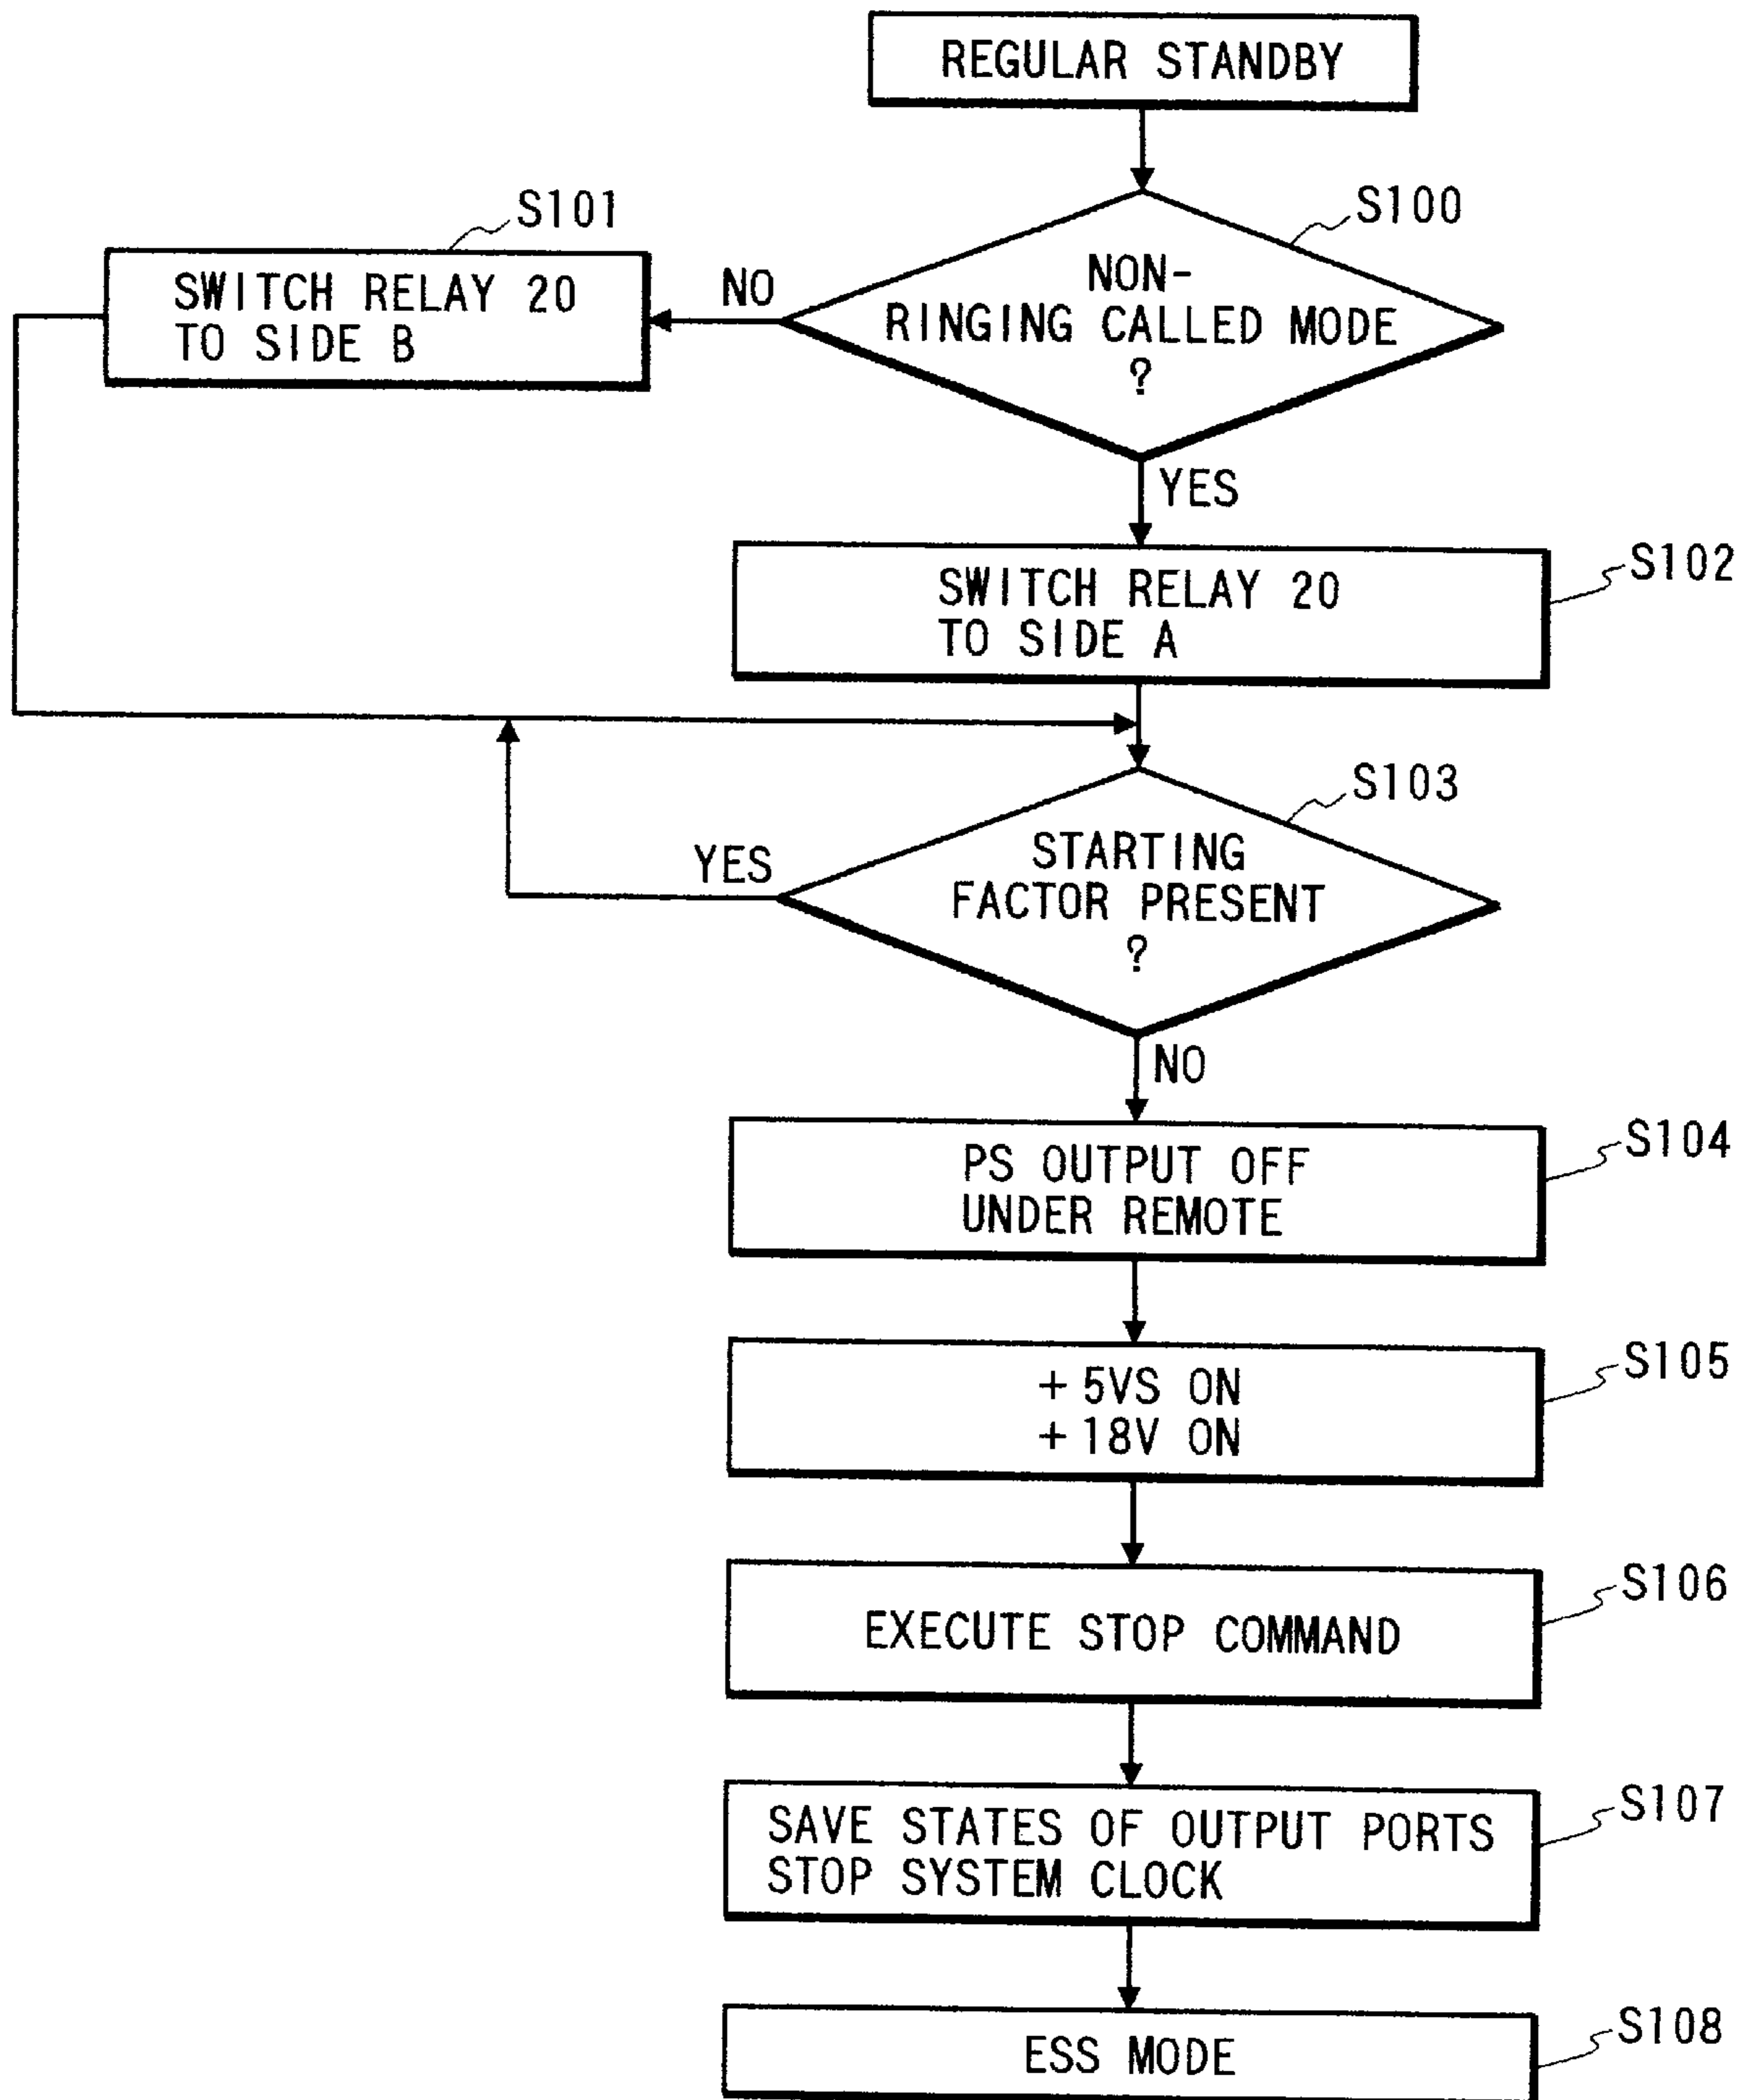 REGULAR STANDBY
S100
NON-
RINGING CALLED MODE
?
NO
S101
SWITCH RELAY 20
TO SIDE B
YES
S102
SWITCH RELAY 20
TO SIDE A
S103
STARTING
FACTOR PRESENT
?
YES
NO
S104
PS OUTPUT OFF
UNDER REMOTE
S105
+5VS ON
+18V ON
S106
EXECUTE STOP COMMAND
S107
SAVE STATES OF OUTPUT PORTS
STOP SYSTEM CLOCK
S108
ESS MODE